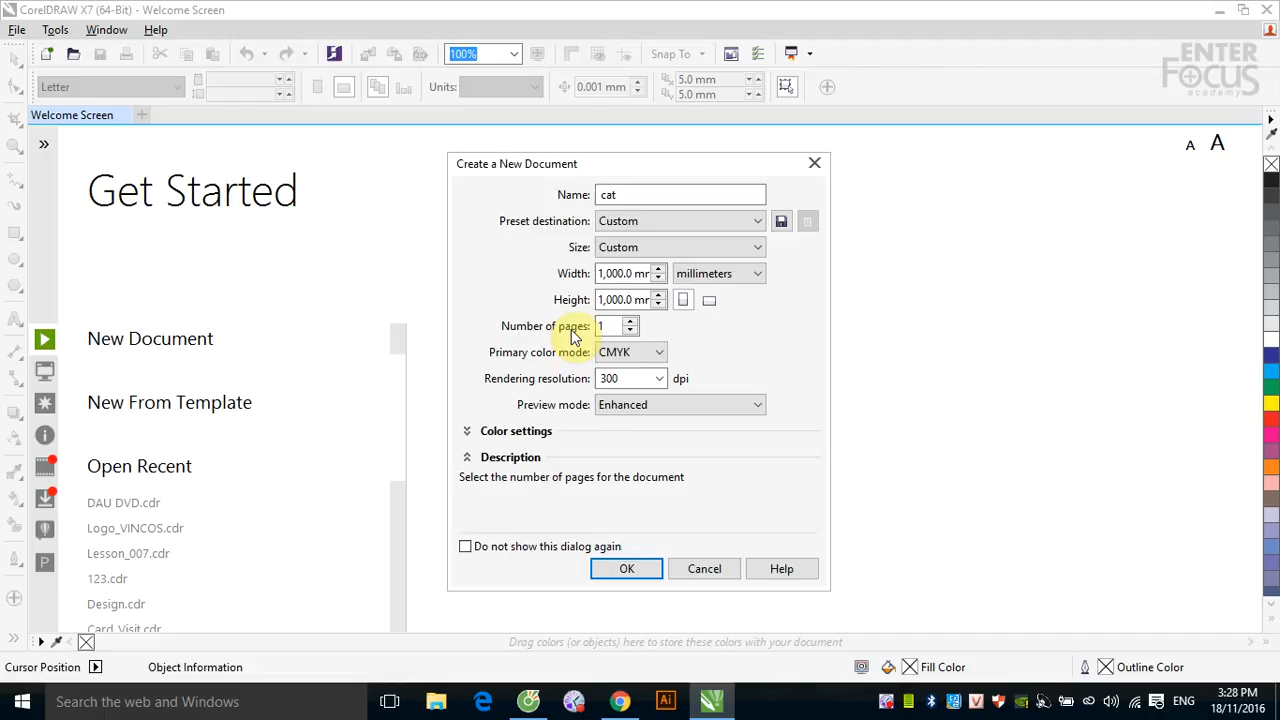 CorelDRAW X7 (64-Bit) - Welcome Screen
File Tools Window Help
100% Snap To
ENTER
FOCUS
academy
Letter Units: 0.001 mm 5.0 mm
5.0 mm
Welcome Screen
A A
Get Started
New Document
New From Template
Open Recent
DAU DVD.cdr
Logo_VINCOS.cdr
Lesson_007.cdr
123.cdr
Design.cdr
Card_Visit.cdr
Create a New Document
Name: cat
Preset destination: Custom
Size: Custom
Width: 1,000.0 mr millimeters
Height: 1,000.0 mr
Number of pages: 1
Primary color mode: CMYK
Rendering resolution: 300 dpi
Preview mode: Enhanced
Color settings
Description
Select the number of pages for the document
Do not show this dialog again
OK Cancel Help
Drag colors (or objects) here to store these colors with your document
Cursor Position Object Information Fill Color Outline Color
Search the web and Windows
Ai
ENG
3:28 PM
18/11/2016